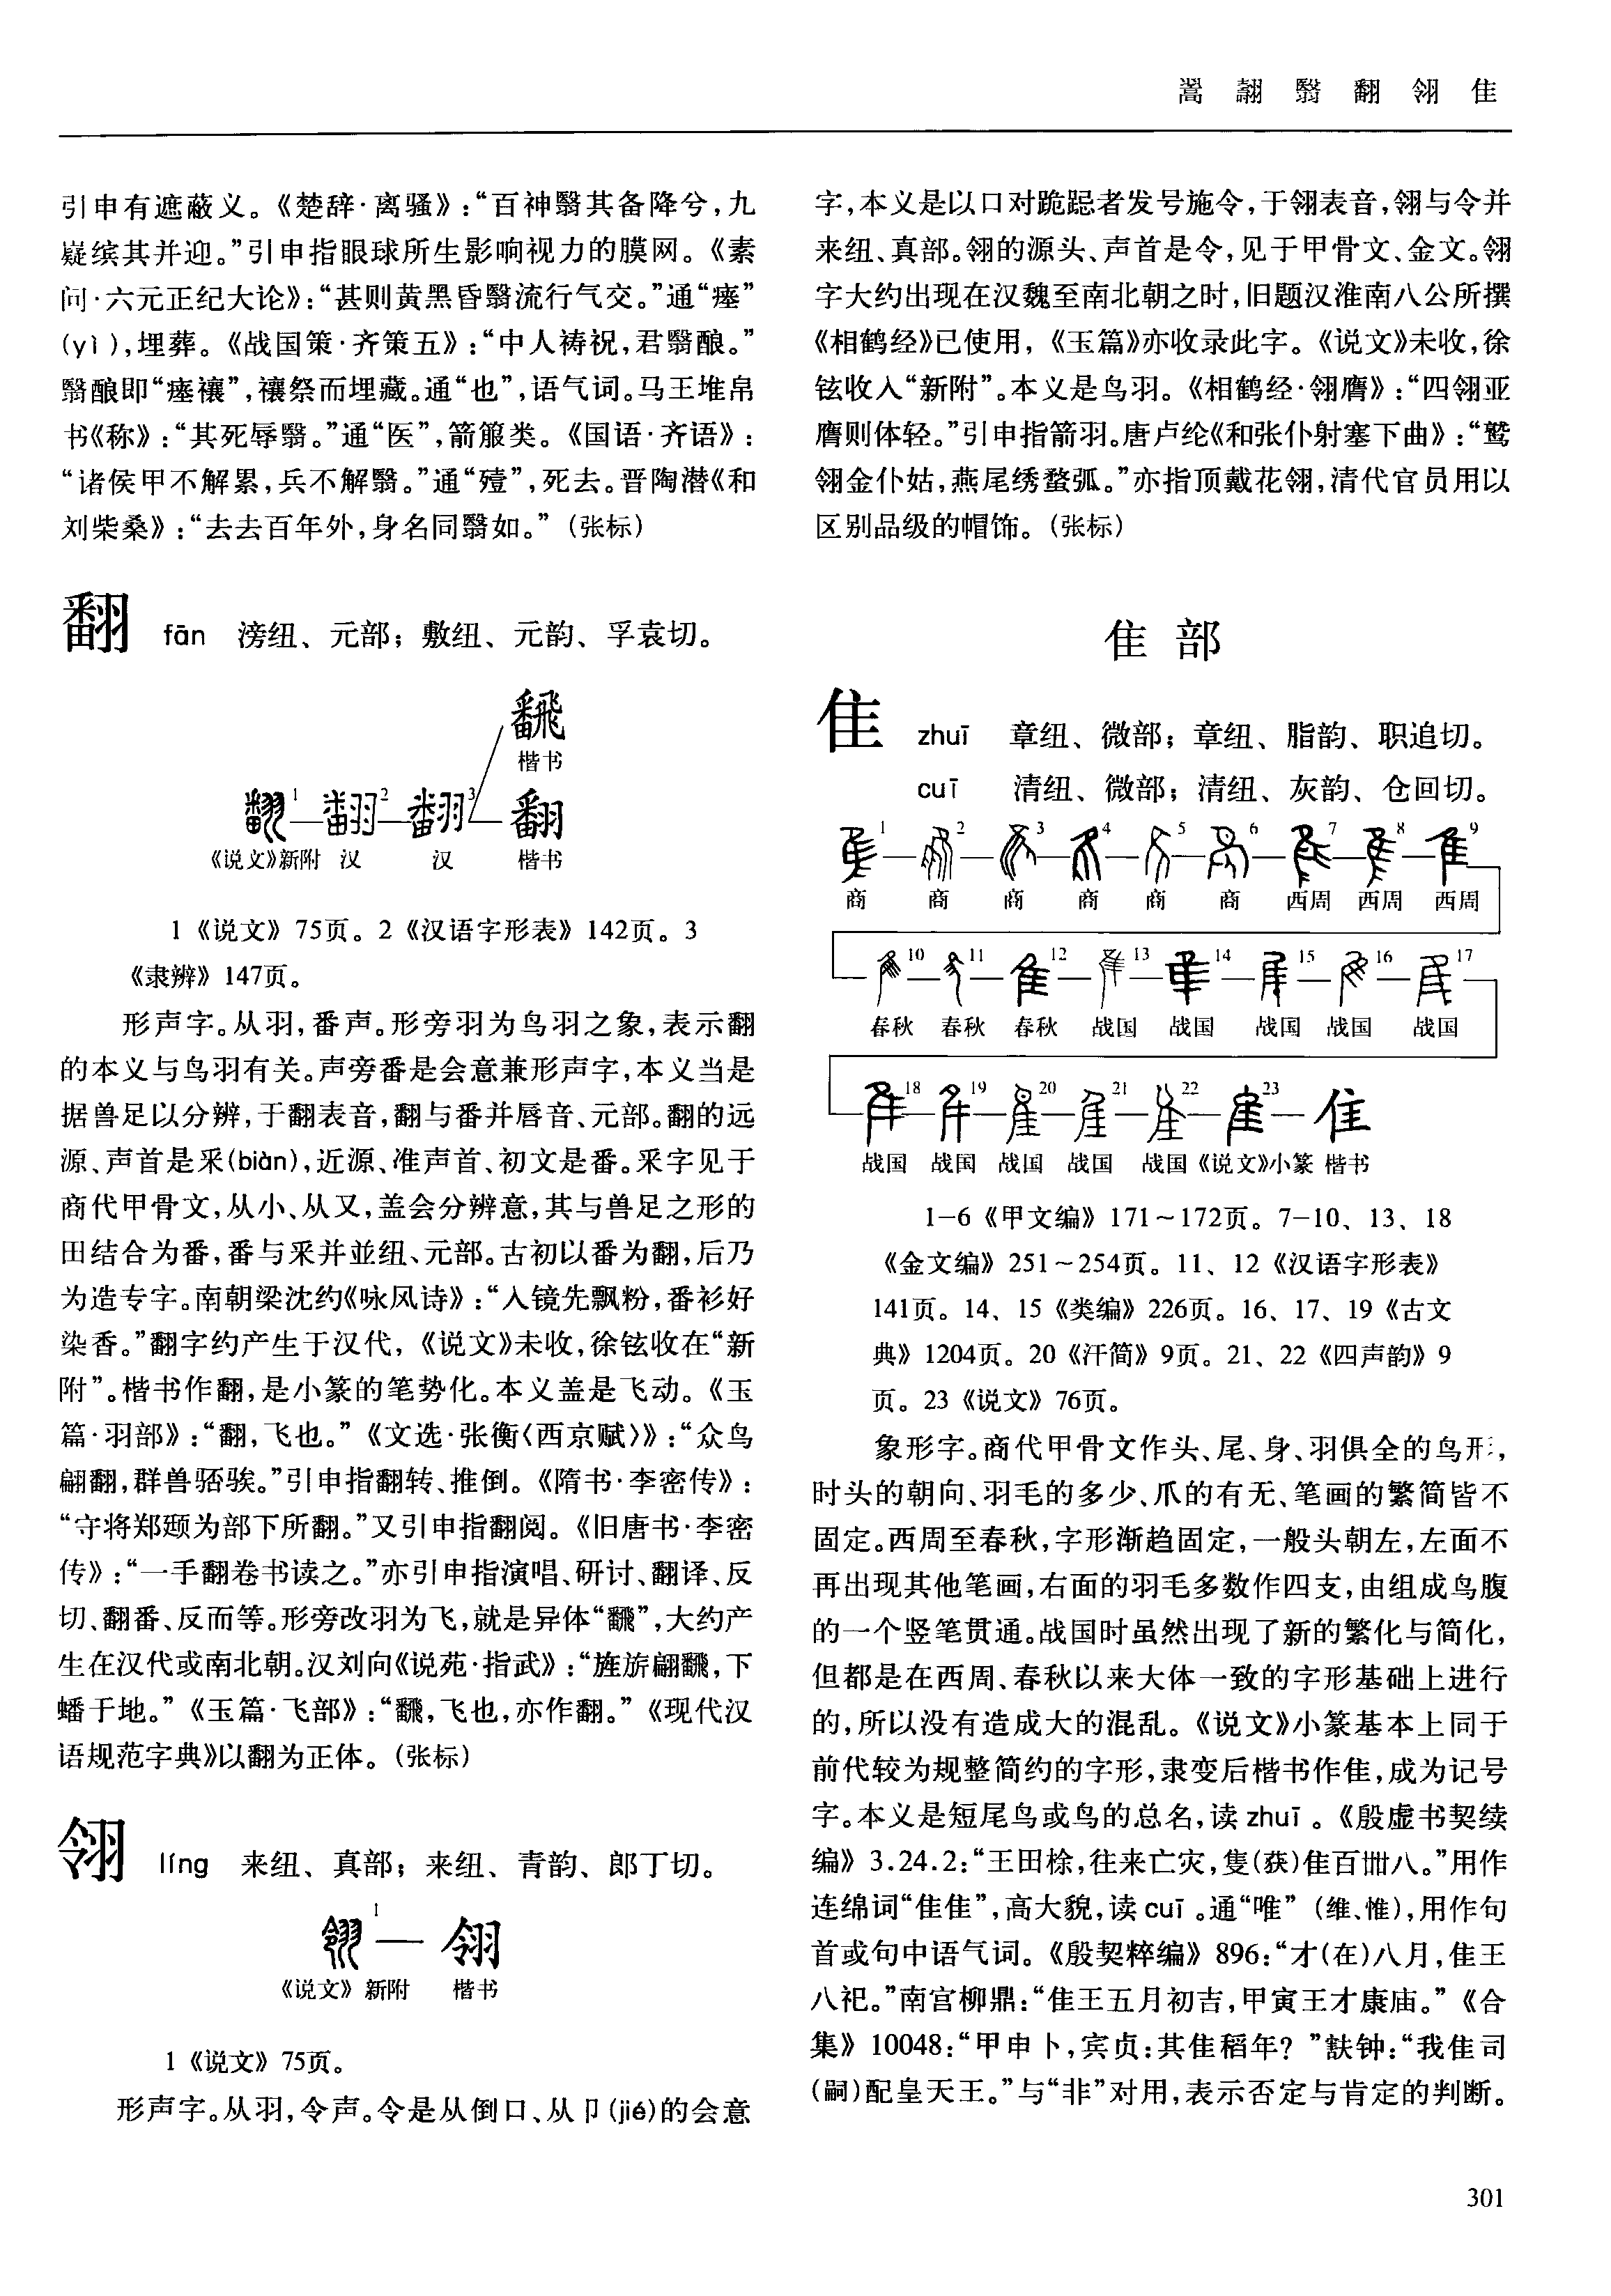 翯 翿 翳 翻 翎 隹
引申有遮蔽义。《楚辞·离骚》:“百神翳其备降兮,九
嶷缤其并迎。”引申指眼球所生影响视力的膜网。《素
问·六元正纪大论》:“甚则黄黑昏翳流行气交。”通“瘗”
(yì),埋葬。《战国策·齐策五》:“中人祷祝,君翳酿。”
翳酿即“瘗禳”,禳祭而埋藏。通“也”,语气词。马王堆帛
书《称》:“其死辱翳。”通“医”,箭箙类。《国语·齐语》:
“诸侯甲不解累,兵不解翳。”通“殪”,死去。晋陶潜《和
刘柴桑》:“去去百年外,身名同翳如。”(张标)
翻 fān 滂纽、元部;敷纽、元韵、孚袁切。
飜
楷书
1 2 3 翻
《说文》新附 汉 汉 楷书
1《说文》75页。2《汉语字形表》142页。3
《隶辨》147页。
形声字。从羽,番声。形旁羽为鸟羽之象,表示翻
的本义与鸟羽有关。声旁番是会意兼形声字,本义当是
据兽足以分辨,于翻表音,翻与番并唇音、元部。翻的远
源、声首是釆(biàn),近源、准声首、初文是番。釆字见于
商代甲骨文,从小、从又,盖会分辨意,其与兽足之形的
田结合为番,番与釆并並纽、元部。古初以番为翻,后乃
为造专字。南朝梁沈约《咏风诗》:“入镜先飘粉,番衫好
染香。”翻字约产生于汉代,《说文》未收,徐铉收在“新
附”。楷书作翻,是小篆的笔势化。本义盖是飞动。《玉
篇·羽部》:“翻,飞也。”《文选·张衡〈西京赋〉》:“众鸟
翩翻,群兽𬳵騃。”引申指翻转、推倒。《隋书·李密传》:
“守将郑颋为部下所翻。”又引申指翻阅。《旧唐书·李密
传》:“一手翻卷书读之。”亦引申指演唱、研讨、翻译、反
切、翻番、反而等。形旁改羽为飞,就是异体“飜”,大约产
生在汉代或南北朝。汉刘向《说苑·指武》:“旌旂翩飜,下
蟠于地。”《玉篇·飞部》:“飜,飞也,亦作翻。”《现代汉
语规范字典》以翻为正体。(张标)
翎 líng 来纽、真部;来纽、青韵、郎丁切。
1 翎
《说文》新附 楷书
1《说文》75页。
形声字。从羽,令声。令是从倒口、从卩(jié)的会意
字,本义是以口对跪跽者发号施令,于翎表音,翎与令并
来纽、真部。翎的源头、声首是令,见于甲骨文、金文。翎
字大约出现在汉魏至南北朝之时,旧题汉淮南八公所撰
《相鹤经》已使用,《玉篇》亦收录此字。《说文》未收,徐
铉收入“新附”。本义是鸟羽。《相鹤经·翎膺》:“四翎亚
膺则体轻。”引申指箭羽。唐卢纶《和张仆射塞下曲》:“鹫
翎金仆姑,燕尾绣蝥弧。”亦指顶戴花翎,清代官员用以
区别品级的帽饰。(张标)
隹 部
隹 zhuī 章纽、微部;章纽、脂韵、职追切。
cuī 清纽、微部;清纽、灰韵、仓回切。
1 2 3 4 5 6 7 8 9
商 商 商 商 商 商 西周 西周 西周
10 11 12 13 14 15 16 17
春秋 春秋 春秋 战国 战国 战国 战国 战国
18 19 20 21 22 23 隹
战国 战国 战国 战国 战国《说文》小篆 楷书
1-6《甲文编》171~172页。7-10、13、18
《金文编》251~254页。11、12《汉语字形表》
141页。14、15《类编》226页。16、17、19《古文
典》1204页。20《汗简》9页。21、22《四声韵》9
页。23《说文》76页。
象形字。商代甲骨文作头、尾、身、羽俱全的鸟形,
时头的朝向、羽毛的多少、爪的有无、笔画的繁简皆不
固定。西周至春秋,字形渐趋固定,一般头朝左,左面不
再出现其他笔画,右面的羽毛多数作四支,由组成鸟腹
的一个竖笔贯通。战国时虽然出现了新的繁化与简化,
但都是在西周、春秋以来大体一致的字形基础上进行
的,所以没有造成大的混乱。《说文》小篆基本上同于
前代较为规整简约的字形,隶变后楷书作隹,成为记号
字。本义是短尾鸟或鸟的总名,读 zhuī。《殷虚书契续
编》3.24.2:“王田㭒,往来亡灾,隻(获)隹百卌八。”用作
连绵词“隹隹”,高大貌,读 cuī。通“唯”(维、惟),用作句
首或句中语气词。《殷契粹编》896:“才(在)八月,隹王
八祀。”南宫柳鼎:“隹王五月初吉,甲寅王才康庙。”《合
集》10048:“甲申卜,宾贞:其隹稻年?”㝬钟:“我隹司
(嗣)配皇天王。”与“非”对用,表示否定与肯定的判断。
301